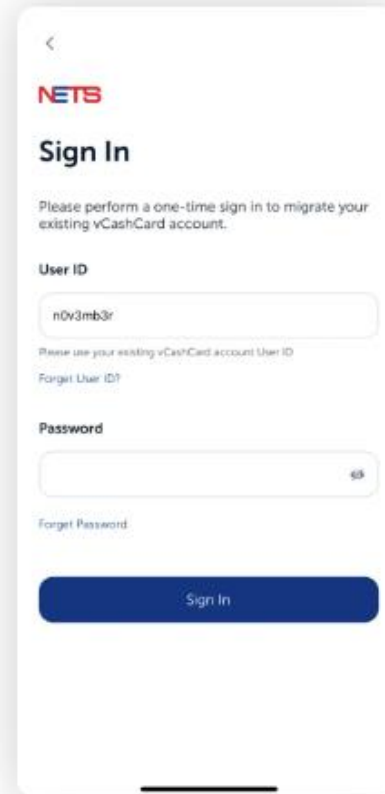 NETS
Sign In
Please perform a one-time sign in to migrate your
existing vCashCard account.
User ID
n0v3mb3r
Please use your existing vCashCard account User ID
Forget User ID?
Password
Forget Password
Sign In